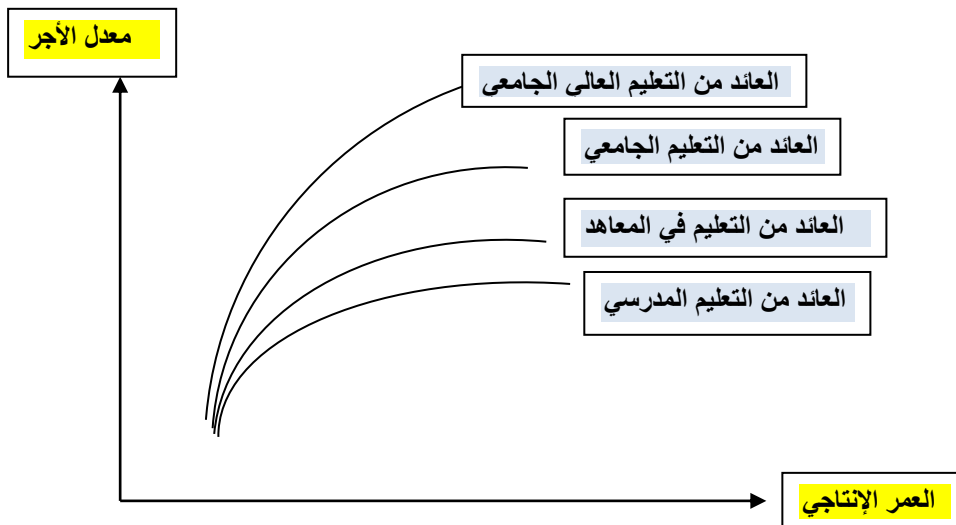 معدل الأجر
العائد من التعليم العالى الجامعى
العائد من التعليم الجامعي
العائد من التعليم في المعاهد
العائد من التعليم المدرسي
العمر الإنتاجي